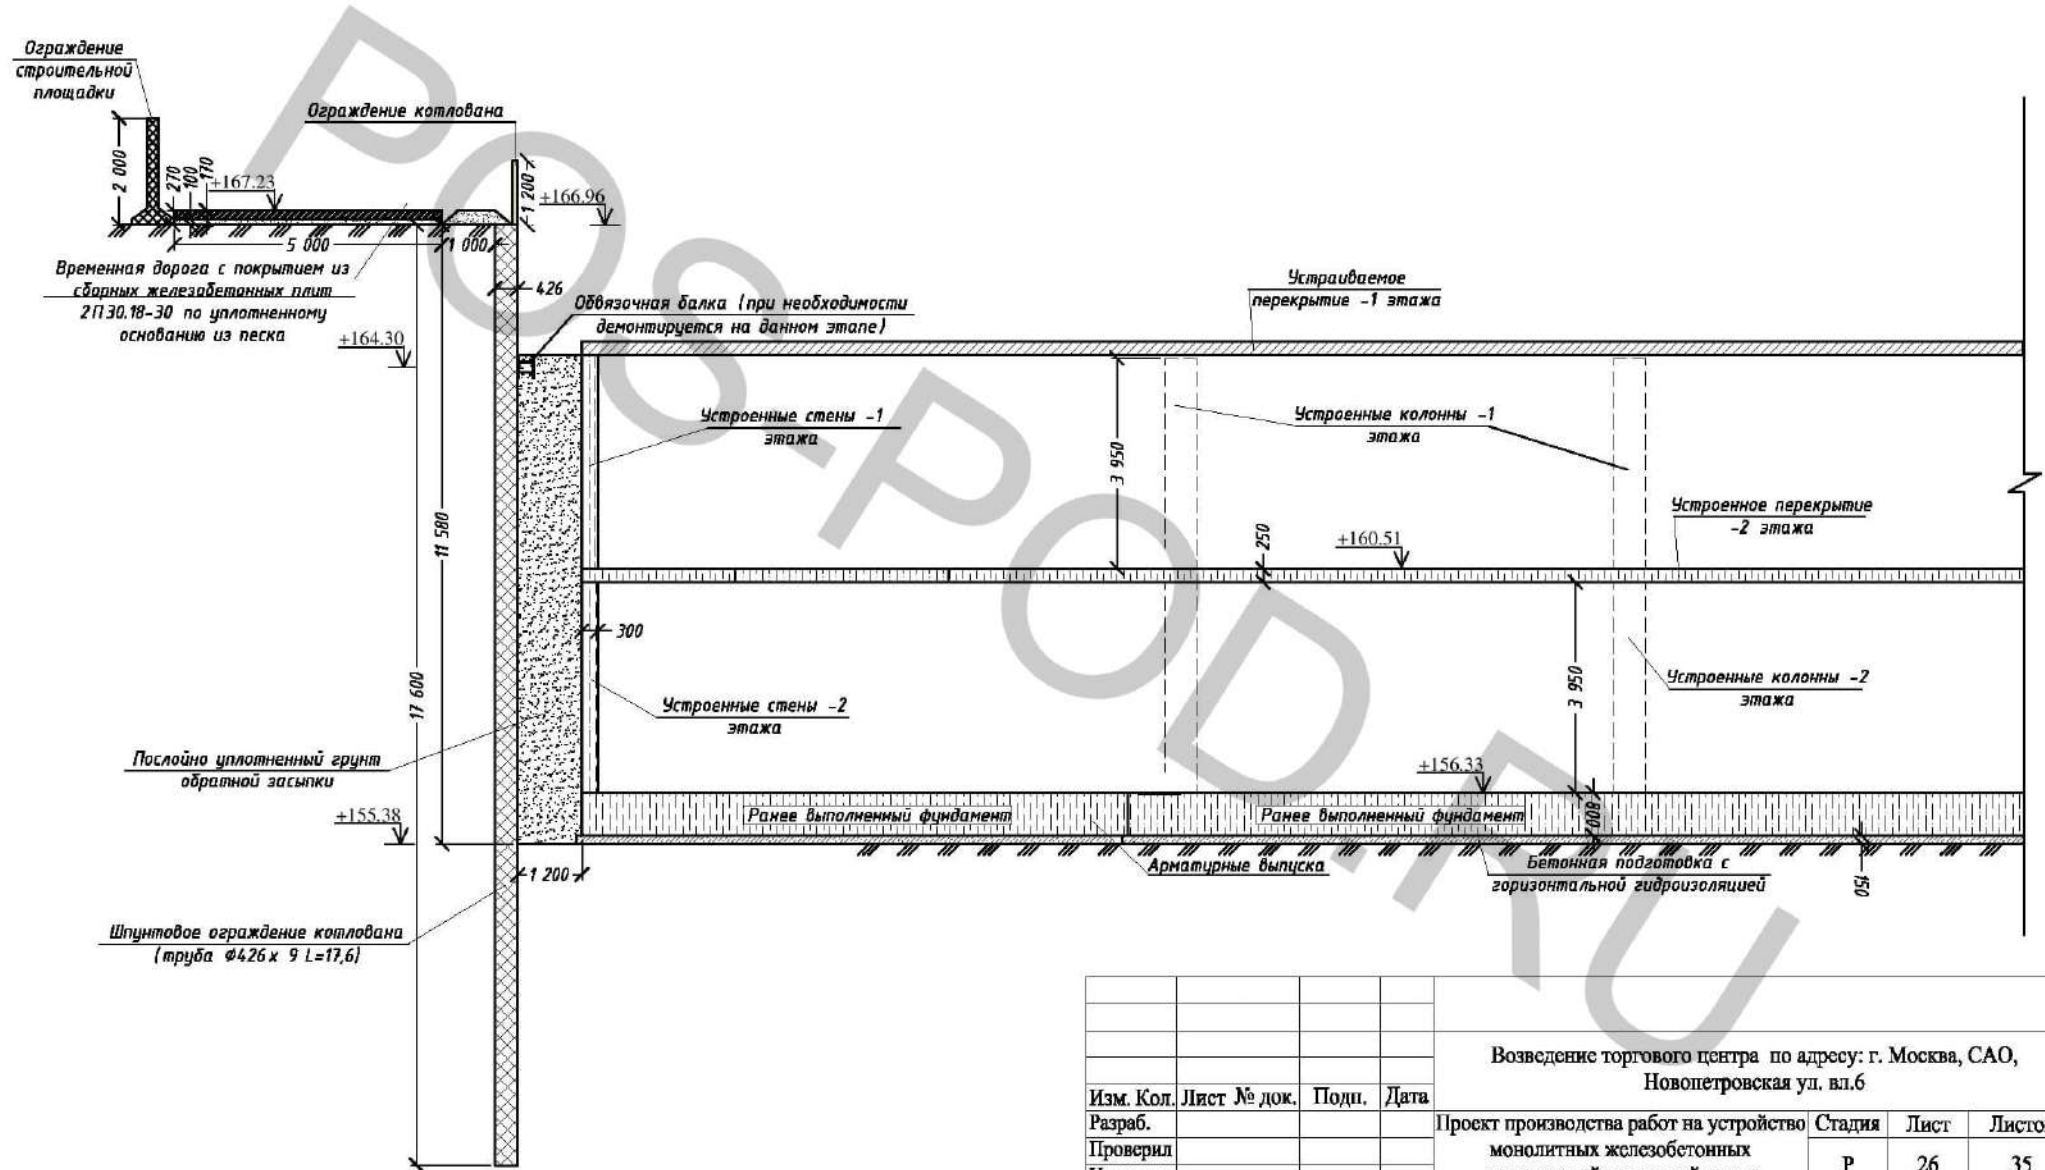 Ограждение
строительной
площадки
Ограждение котлована
2 000
270
100
170
+167.23
1 200
+166.96
5 000
1 000
Временная дорога с покрытием из
сборных железобетонных плит
2П30.18-30 по уплотненному
основанию из песка
426
Обвязочная балка (при необходимости
демонтируется на данном этапе)
Устраиваемое
перекрытие -1 этажа
+164.30
Устроенные стены -1
этажа
3 950
Устроенные колонны -1
этажа
Устроенное перекрытие
-2 этажа
11 580
250
+160.51
300
17 600
Устроенные стены -2
этажа
3 950
Устроенные колонны -2
этажа
Послойно уплотненный грунт
обратной засыпки
+156.33
+155.38
Ранее выполненный фундамент
Ранее выполненный фундамент
800
1 200
Арматурные выпуска
Бетонная подготовка с
горизонтальной гидроизоляцией
150
Шпунтовое ограждение котлована
(труба Ф426х 9 L=17,6)
POS-POD.RU
Возведение торгового центра по адресу: г. Москва, САО,
Новопетровская ул. вл.6
Изм. Кол. Лист № док. Подп. Дата
Разраб.
Проверил
Проект производства работ на устройство
монолитных железобетонных
Стадия Лист
Р 26 35